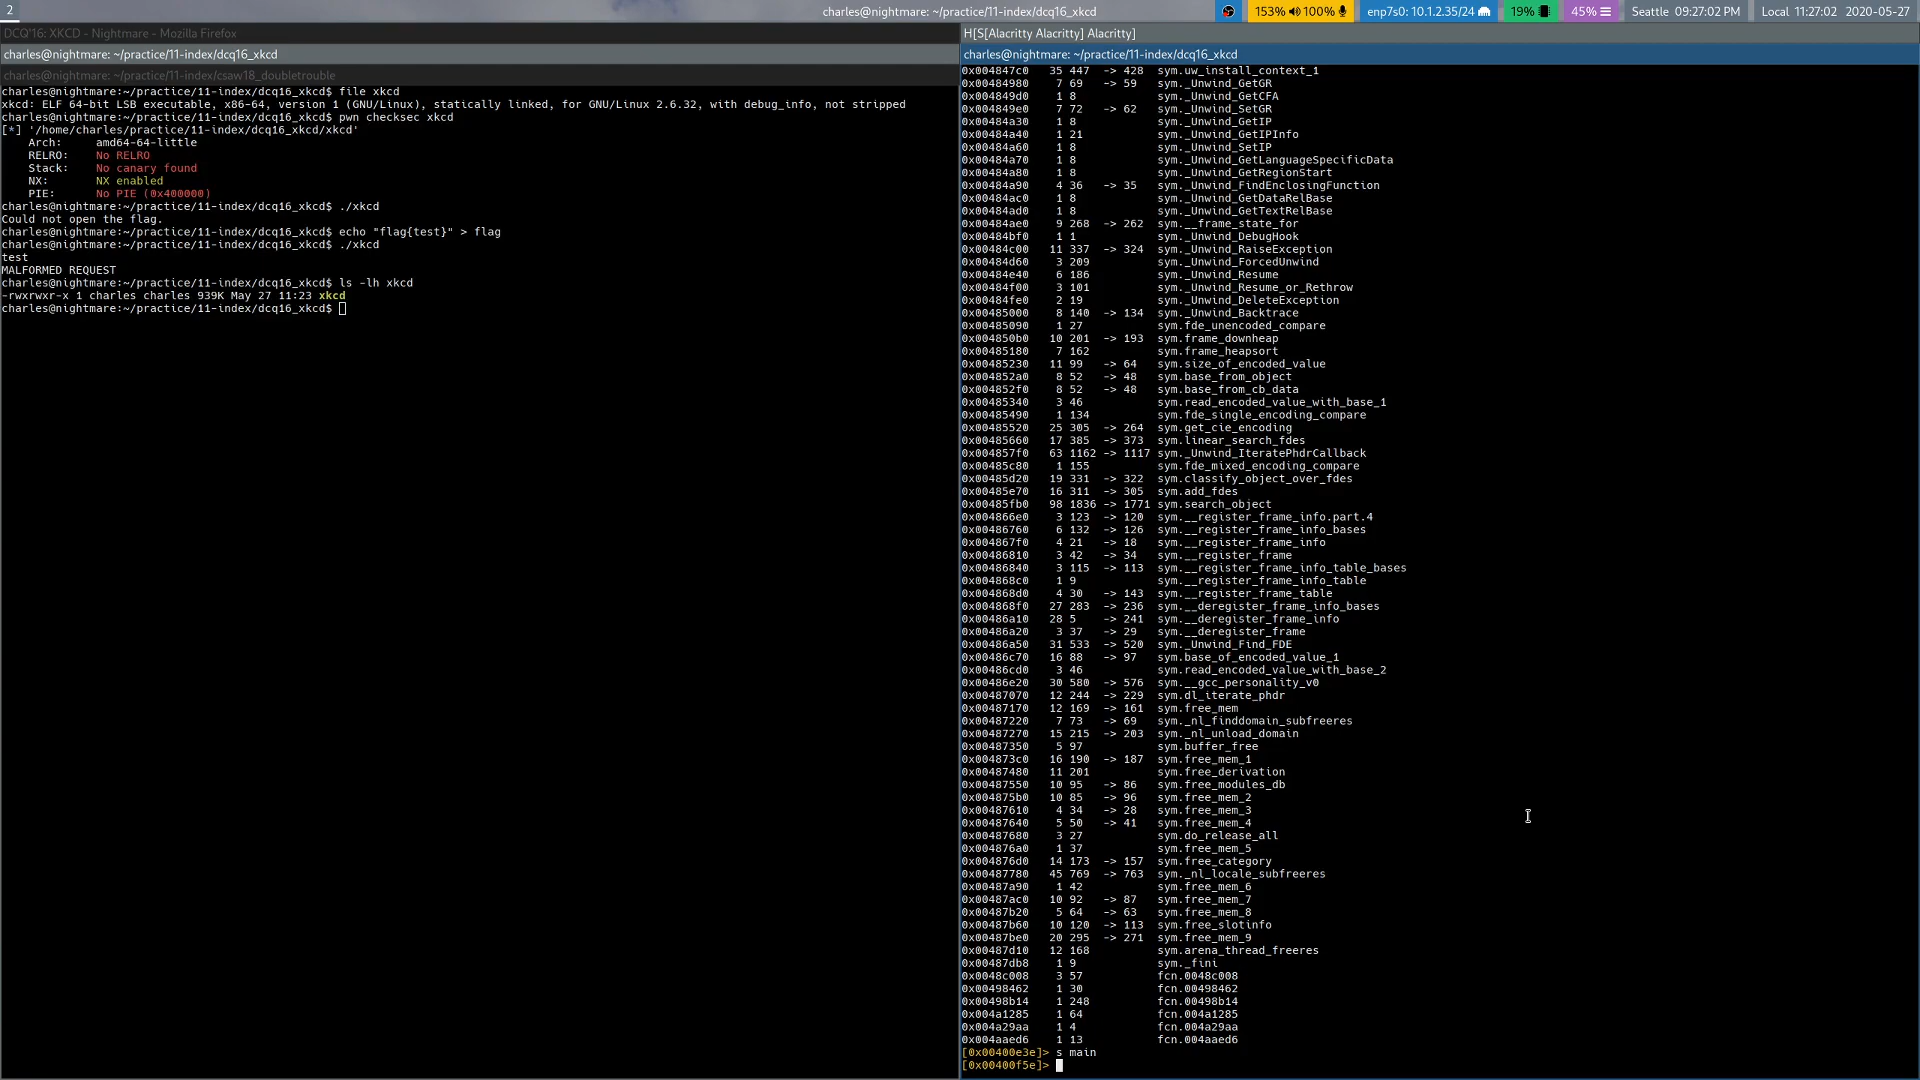 2
charles@nightmare: ~/practice/11-index/dcq16_xkcd
153% 100%
enp7s0: 10.1.2.35/24
19%
45%
Seattle 09:27:02 PM
Local 11:27:02 2020-05-27
DCQ'16: XKCD - Nightmare - Mozilla Firefox
charles@nightmare: ~/practice/11-index/dcq16_xkcd
charles@nightmare: ~/practice/11-index/csaw18_doubletrouble
charles@nightmare:~/practice/11-index/dcq16_xkcd$ file xkcd
xkcd: ELF 64-bit LSB executable, x86-64, version 1 (GNU/Linux), statically linked, for GNU/Linux 2.6.32, with debug_info, not stripped
charles@nightmare:~/practice/11-index/dcq16_xkcd$ pwn checksec xkcd
[*] '/home/charles/practice/11-index/dcq16_xkcd/xkcd'
    Arch:     amd64-64-little
    RELRO:    No RELRO
    Stack:    No canary found
    NX:       NX enabled
    PIE:      No PIE (0x400000)
charles@nightmare:~/practice/11-index/dcq16_xkcd$ ./xkcd
Could not open the flag.
charles@nightmare:~/practice/11-index/dcq16_xkcd$ echo "flag{test}" > flag
charles@nightmare:~/practice/11-index/dcq16_xkcd$ ./xkcd
test
MALFORMED REQUEST
charles@nightmare:~/practice/11-index/dcq16_xkcd$ ls -lh xkcd
-rwxrwxr-x 1 charles charles 939K May 27 11:23 xkcd
charles@nightmare:~/practice/11-index/dcq16_xkcd$
H[S[Alacritty Alacritty] Alacritty]
charles@nightmare: ~/practice/11-index/dcq16_xkcd
0x004847c0   35 447  -> 428  sym.uw_install_context_1
0x00484980    7 69   -> 59   sym._Unwind_GetGR
0x004849d0    1 8            sym._Unwind_GetCFA
0x004849e0    7 72   -> 62   sym._Unwind_SetGR
0x00484a30    1 8            sym._Unwind_GetIP
0x00484a40    1 21           sym._Unwind_GetIPInfo
0x00484a60    1 8            sym._Unwind_SetIP
0x00484a70    1 8            sym._Unwind_GetLanguageSpecificData
0x00484a80    1 8            sym._Unwind_GetRegionStart
0x00484a90    4 36   -> 35   sym._Unwind_FindEnclosingFunction
0x00484ac0    1 8            sym._Unwind_GetDataRelBase
0x00484ad0    1 8            sym._Unwind_GetTextRelBase
0x00484ae0    9 268  -> 262  sym.__frame_state_for
0x00484bf0    1 1            sym._Unwind_DebugHook
0x00484c00   11 337  -> 324  sym._Unwind_RaiseException
0x00484d60    3 209          sym._Unwind_ForcedUnwind
0x00484e40    6 186          sym._Unwind_Resume
0x00484f00    3 101          sym._Unwind_Resume_or_Rethrow
0x00484fe0    2 19           sym._Unwind_DeleteException
0x00485000    8 140  -> 134  sym._Unwind_Backtrace
0x00485090    1 27           sym.fde_unencoded_compare
0x004850b0   10 201  -> 193  sym.frame_downheap
0x00485180    7 162          sym.frame_heapsort
0x00485230   11 99   -> 64   sym.size_of_encoded_value
0x004852a0    8 52   -> 48   sym.base_from_object
0x004852f0    8 52   -> 48   sym.base_from_cb_data
0x00485340    3 46           sym.read_encoded_value_with_base_1
0x00485490    1 134          sym.fde_single_encoding_compare
0x00485520   25 305  -> 264  sym.get_cie_encoding
0x00485660   17 385  -> 373  sym.linear_search_fdes
0x004857f0   63 1162 -> 1117 sym._Unwind_IteratePhdrCallback
0x00485c80    1 155          sym.fde_mixed_encoding_compare
0x00485d20   19 331  -> 322  sym.classify_object_over_fdes
0x00485e70   16 311  -> 305  sym.add_fdes
0x00485fb0   98 1836 -> 1771 sym.search_object
0x004866e0    3 123  -> 120  sym.__register_frame_info.part.4
0x00486760    6 132  -> 126  sym.__register_frame_info_bases
0x004867f0    4 21   -> 18   sym.__register_frame_info
0x00486810    3 42   -> 34   sym.__register_frame
0x00486840    3 115  -> 113  sym.__register_frame_info_table_bases
0x004868c0    1 9            sym.__register_frame_info_table
0x004868d0    4 30   -> 143  sym.__register_frame_table
0x004868f0   27 283  -> 236  sym.__deregister_frame_info_bases
0x00486a10   28 5    -> 241  sym.__deregister_frame_info
0x00486a20    3 37   -> 29   sym.__deregister_frame
0x00486a50   31 533  -> 520  sym._Unwind_Find_FDE
0x00486c70   16 88   -> 97   sym.base_of_encoded_value_1
0x00486cd0    3 46           sym.read_encoded_value_with_base_2
0x00486e20   30 580  -> 576  sym.__gcc_personality_v0
0x00487070   12 244  -> 229  sym.dl_iterate_phdr
0x00487170   12 169  -> 161  sym.free_mem
0x00487220    7 73   -> 69   sym._nl_finddomain_subfreeres
0x00487270   15 215  -> 203  sym._nl_unload_domain
0x00487350    5 97           sym.buffer_free
0x004873c0   16 190  -> 187  sym.free_mem_1
0x00487480   11 201          sym.free_derivation
0x00487550   10 95   -> 86   sym.free_modules_db
0x004875b0   10 85   -> 96   sym.free_mem_2
0x00487610    4 34   -> 28   sym.free_mem_3
0x00487640    5 50   -> 41   sym.free_mem_4
0x00487680    3 27           sym.do_release_all
0x004876a0    1 37           sym.free_mem_5
0x004876d0   14 173  -> 157  sym.free_category
0x00487780   45 769  -> 763  sym._nl_locale_subfreeres
0x00487a90    1 42           sym.free_mem_6
0x00487ac0   10 92   -> 87   sym.free_mem_7
0x00487b20    5 64   -> 63   sym.free_mem_8
0x00487b60   10 120  -> 113  sym.free_slotinfo
0x00487be0   20 295  -> 271  sym.free_mem_9
0x00487d10   12 168          sym.arena_thread_freeres
0x00487db8    1 9            sym._fini
0x0048c008    3 57           fcn.0048c008
0x00498462    1 30           fcn.00498462
0x00498b14    1 248          fcn.00498b14
0x004a1285    1 64           fcn.004a1285
0x004a29aa    1 4            fcn.004a29aa
0x004aaed6    1 13           fcn.004aaed6
[0x00400e3e]> s main
[0x00400f5e]>